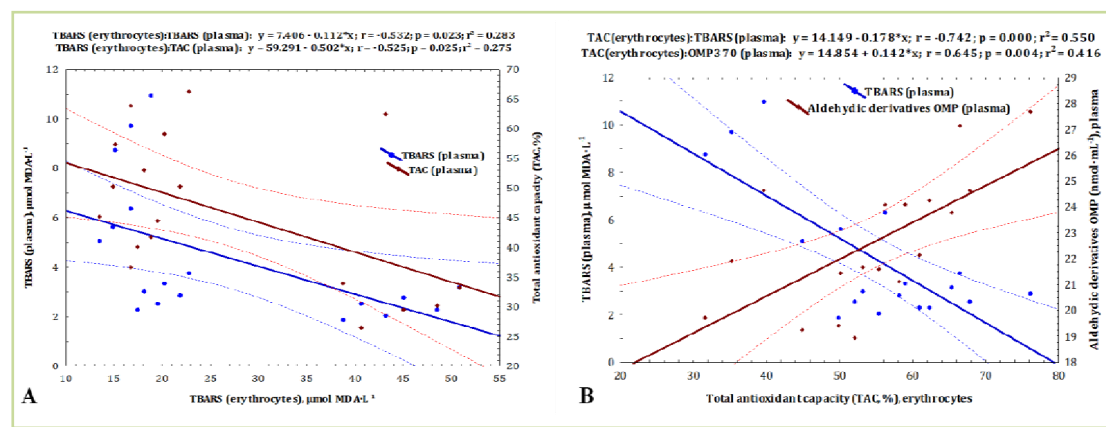 TBARS (erythrocytes):TBARS (plasma): y = 7.406 - 0.112*x; r = -0.532; p = 0.023; r² = 0.283
TBARS (erythrocytes):TAC (plasma): y = 59.291 - 0.502*x; r = -0.525; p = 0.025; r² = 0.275
12
10
8
6
4
2
0
TBARS (plasma), μmol MDA·L⁻¹
70
65
60
55
50
45
40
35
30
25
20
Total antioxidant capacity (TAC, %)
TBARS (plasma)
TAC (plasma)
10 15 20 25 30 35 40 45 50 55
A
TBARS (erythrocytes), μmol MDA·L⁻¹
TAC(erythrocytes):TBARS (plasma): y = 14.149 - 0.178*x; r = -0.742; p = 0.000; r² = 0.550
TAC(erythrocytes):OMP370 (plasma): y = 14.854 + 0.142*x; r = 0.645; p = 0.004; r² = 0.416
12
10
8
6
4
2
0
TBARS (plasma), μmol MDA·L⁻¹
29
28
27
26
25
24
23
22
21
20
19
18
Aldehydic derivatives OMP (nmol·mL⁻¹), plasma
TBARS (plasma)
Aldehydic derivatives OMP (plasma)
20 30 40 50 60 70 80
B
Total antioxidant capacity (TAC, %), erythrocytes